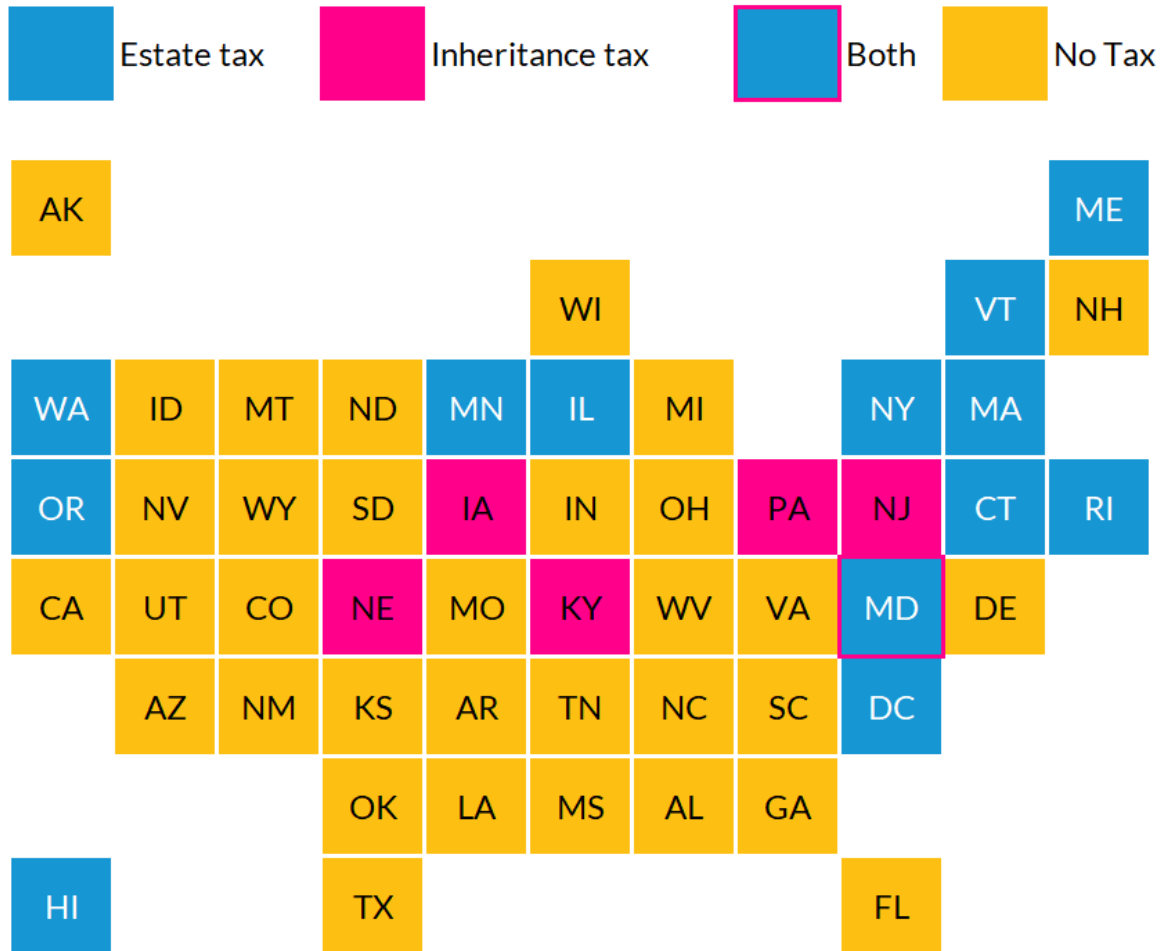 Estate tax Inheritance tax Both No Tax
AK ME
WI VT NH
WA ID MT ND MN IL MI NY MA
OR NV WY SD IA IN OH PA NJ CT RI
CA UT CO NE MO KY WV VA MD DE
AZ NM KS AR TN NC SC DC
OK LA MS AL GA
HI TX FL